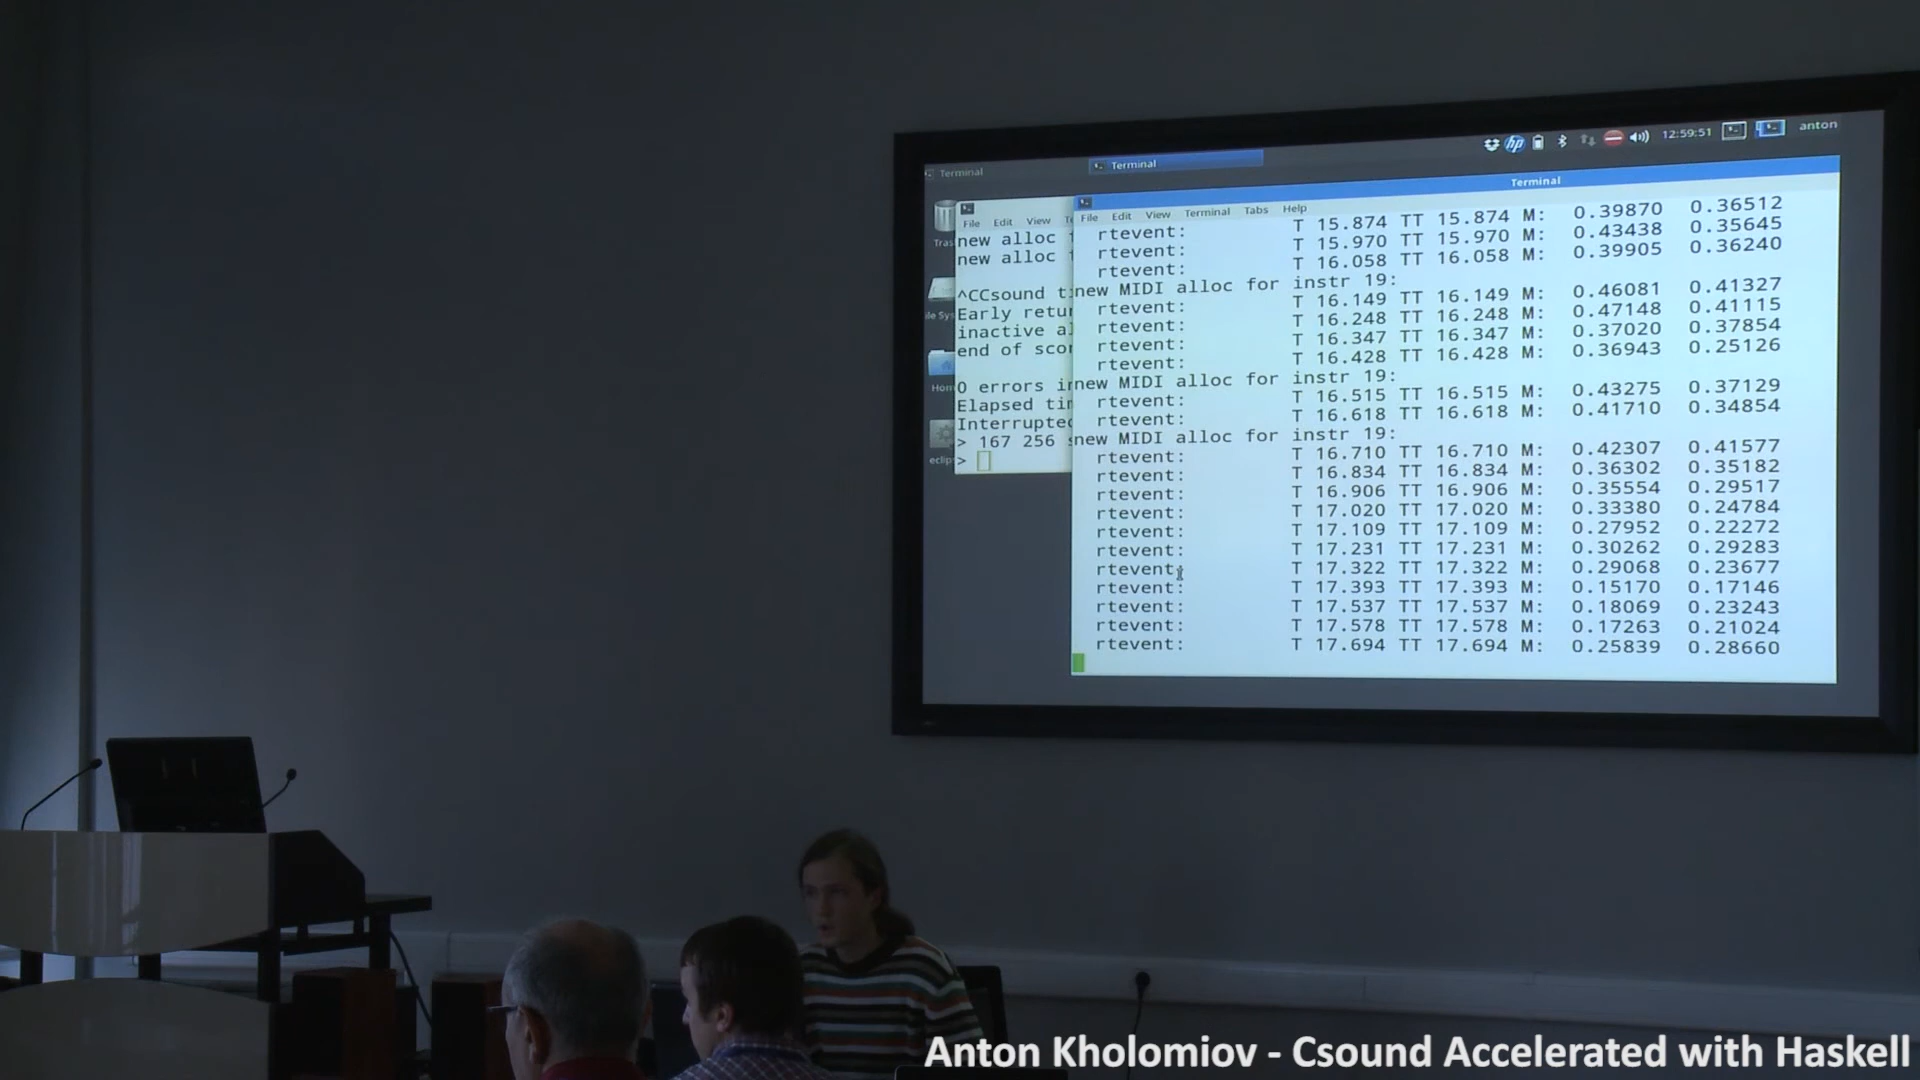 12:59:51 anton
Terminal
Terminal
Terminal
File Edit View
new alloc
new alloc
^CCsound
Early
inactive
end of
0 errors
Elapsed
Interrupted
> 167 256
>
File Edit View Terminal Tabs Help
rtevent: T 15.874 TT 15.874 M: 0.39870 0.36512
rtevent: T 15.970 TT 15.970 M: 0.43438 0.35645
rtevent: T 16.058 TT 16.058 M: 0.39905 0.36240
new MIDI alloc for instr 19:
rtevent: T 16.149 TT 16.149 M: 0.46081 0.41327
rtevent: T 16.248 TT 16.248 M: 0.47148 0.41115
rtevent: T 16.347 TT 16.347 M: 0.37020 0.37854
rtevent: T 16.428 TT 16.428 M: 0.36943 0.25126
new MIDI alloc for instr 19:
rtevent: T 16.515 TT 16.515 M: 0.43275 0.37129
rtevent: T 16.618 TT 16.618 M: 0.41710 0.34854
new MIDI alloc for instr 19:
rtevent: T 16.710 TT 16.710 M: 0.42307 0.41577
rtevent: T 16.834 TT 16.834 M: 0.36302 0.35182
rtevent: T 16.906 TT 16.906 M: 0.35554 0.29517
rtevent: T 17.020 TT 17.020 M: 0.33380 0.24784
rtevent: T 17.109 TT 17.109 M: 0.27952 0.22272
rtevent: T 17.231 TT 17.231 M: 0.30262 0.29283
rtevent: T 17.322 TT 17.322 M: 0.29068 0.23677
rtevent: T 17.393 TT 17.393 M: 0.15170 0.17146
rtevent: T 17.537 TT 17.537 M: 0.18069 0.23243
rtevent: T 17.578 TT 17.578 M: 0.17263 0.21024
rtevent: T 17.694 TT 17.694 M: 0.25839 0.28660
Anton Kholomiov - Csound Accelerated with Haskell